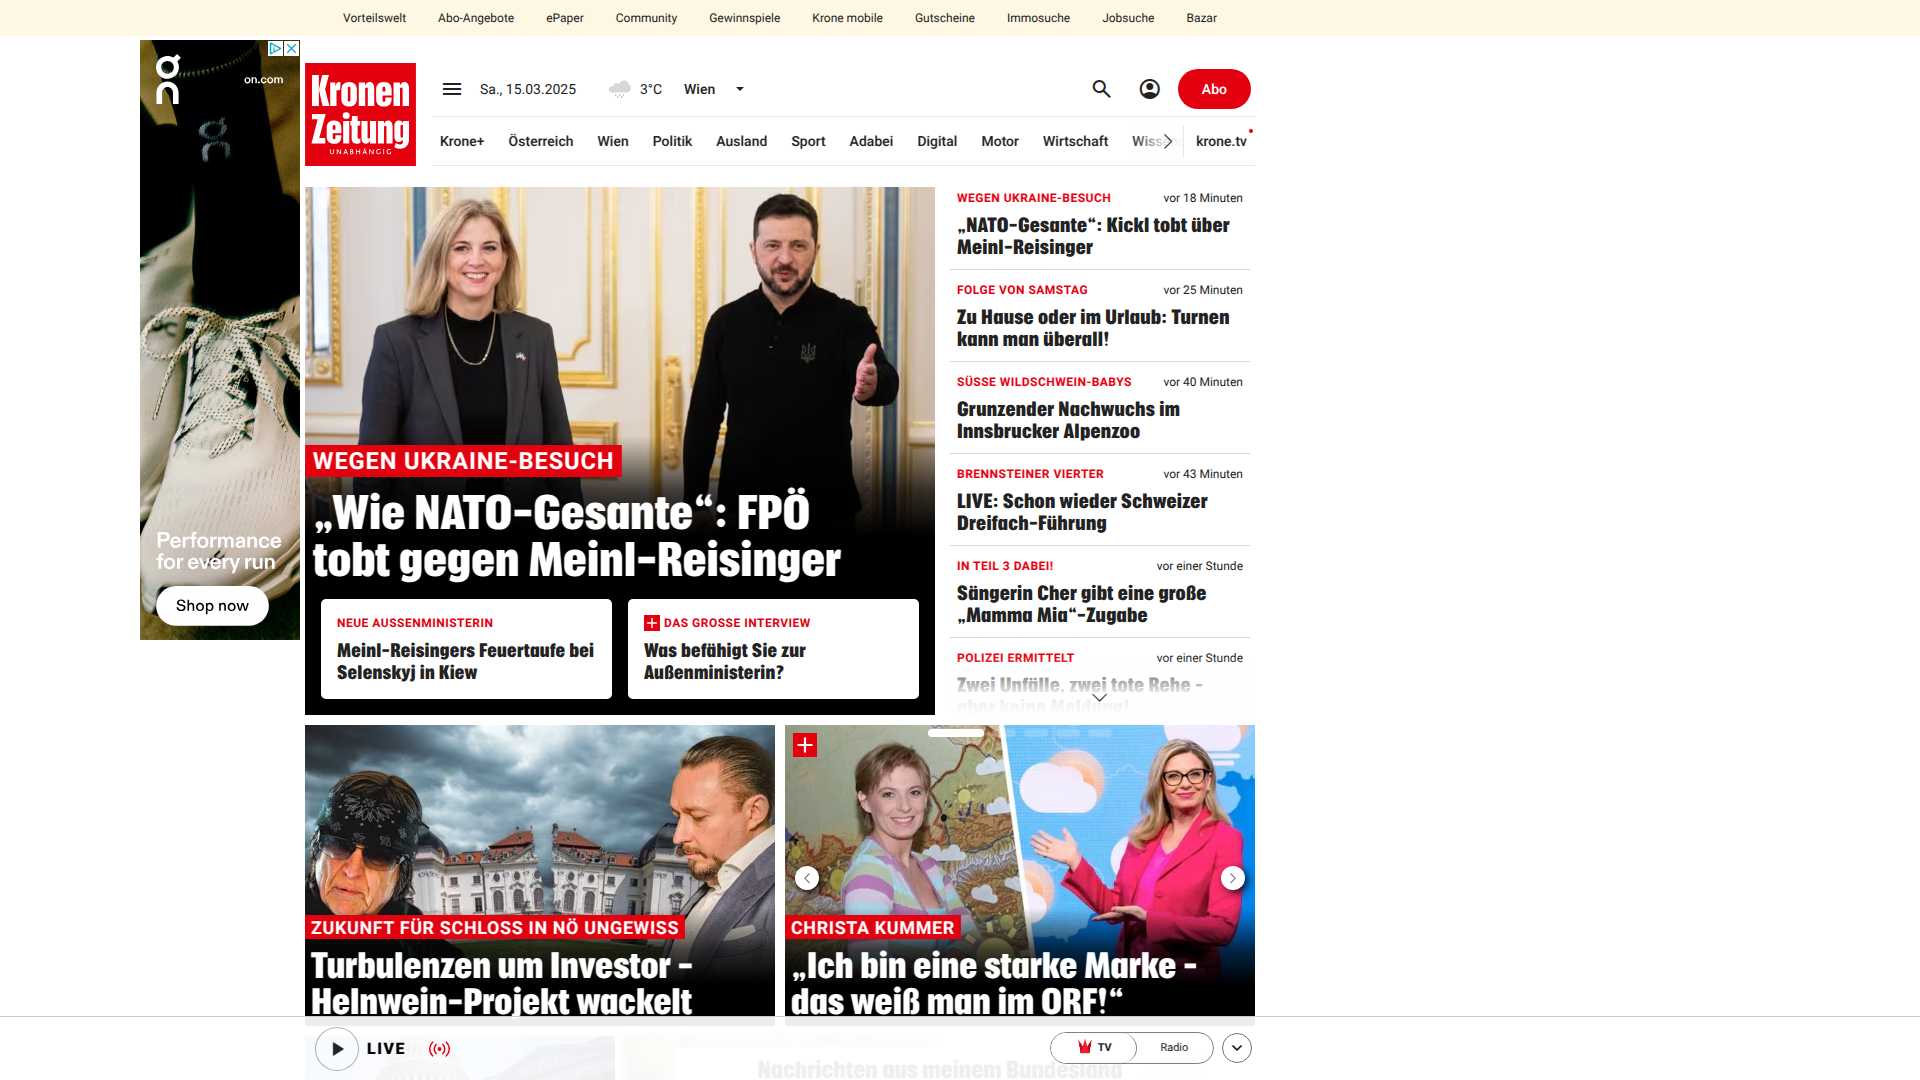 Vorteilswelt Abo-Angebote ePaper Community Gewinnspiele Krone mobile Gutscheine Immosuche Jobsuche Bazar
on.com
Performance
for every run
Shop now
Kronen
Zeitung
UNABHÄNGIG
Sa., 15.03.2025 3°C Wien
Abo
Krone+ Österreich Wien Politik Ausland Sport Adabei Digital Motor Wirtschaft krone.tv
WEGEN UKRAINE-BESUCH
„Wie NATO-Gesante“: FPÖ
tobt gegen Meinl-Reisinger
NEUE AUSSENMINISTERIN
Meinl-Reisingers Feuertaufe bei
Selenskyj in Kiew
DAS GROSSE INTERVIEW
Was befähigt Sie zur
Außenministerin?
WEGEN UKRAINE-BESUCH vor 18 Minuten
„NATO-Gesante“: Kickl tobt über
Meinl-Reisinger
FOLGE VON SAMSTAG vor 25 Minuten
Zu Hause oder im Urlaub: Turnen
kann man überall!
SÜSSE WILDSCHWEIN-BABYS vor 40 Minuten
Grunzender Nachwuchs im
Innsbrucker Alpenzoo
BRENNSTEINER VIERTER vor 43 Minuten
LIVE: Schon wieder Schweizer
Dreifach-Führung
IN TEIL 3 DABEI! vor einer Stunde
Sängerin Cher gibt eine große
„Mamma Mia“-Zugabe
POLIZEI ERMITTELT vor einer Stunde
Zwei Unfälle, zwei tote Rehe -
aber keine Meldung!
ZUKUNFT FÜR SCHLOSS IN NÖ UNGEWISS
Turbulenzen um Investor -
Helnwein-Projekt wackelt
CHRISTA KUMMER
„Ich bin eine starke Marke -
das weiß man im ORF!“
LIVE
TV Radio
Nachrichten aus meinem Bundesland